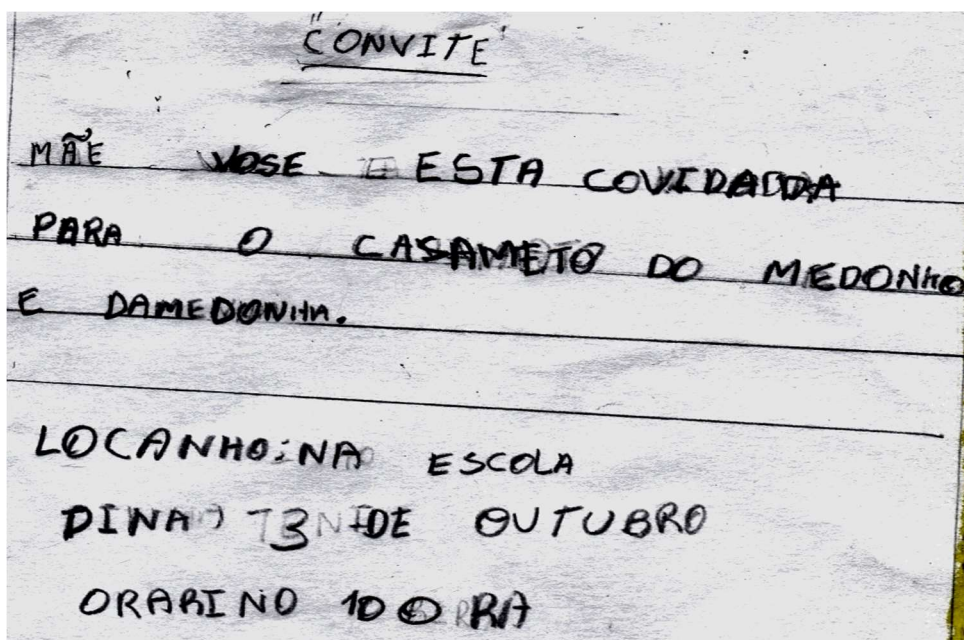 "CONVITE"
MÃE VOSE ESTA COVIDADA
PARA O CASAMETO DO MEDONHO
E DAMEDONHA.
LOCANHO: NA ESCOLA
DINA 13 DE OUTUBRO
ORARINO 10 O RA